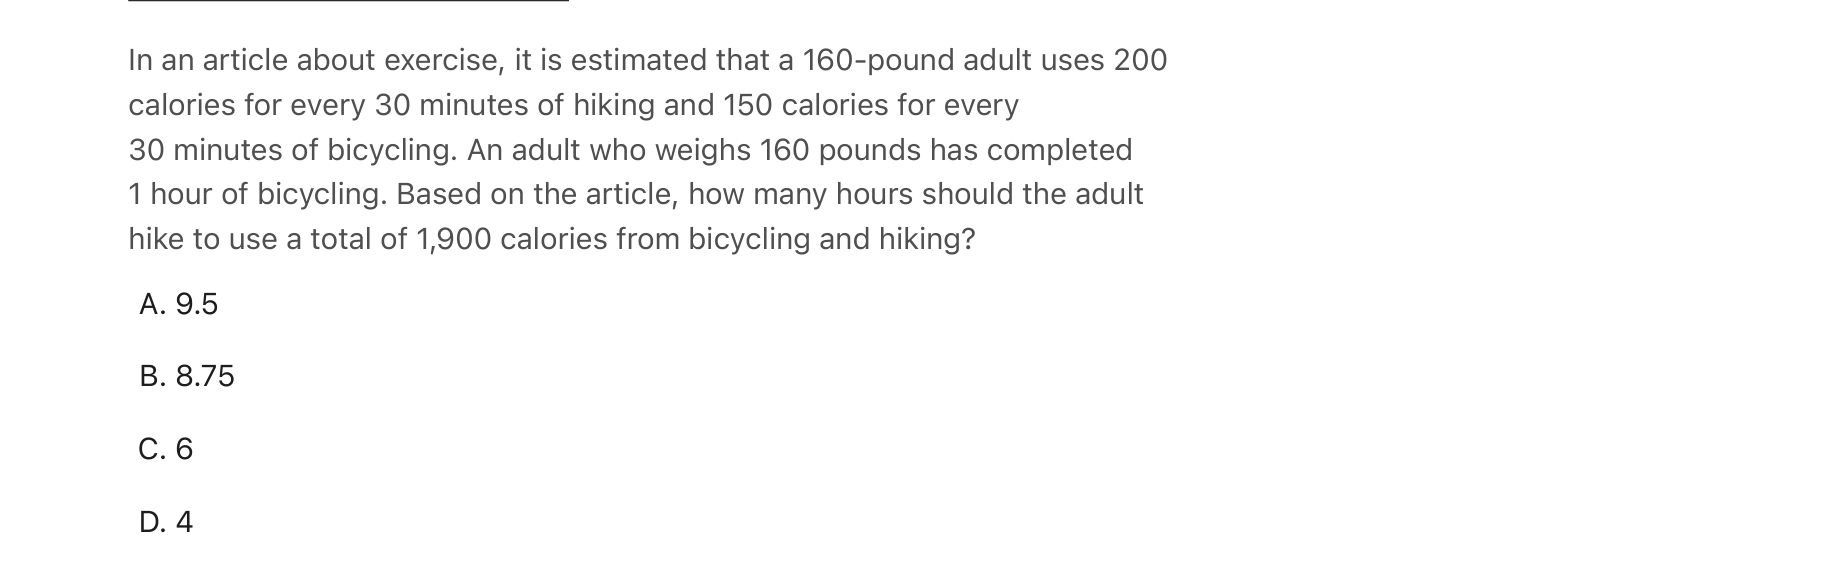 In an article about exercise, it is estimated that a 160-pound adult uses 200
calories for every 30 minutes of hiking and 150 calories for every
30 minutes of bicycling. An adult who weighs 160 pounds has completed
1 hour of bicycling. Based on the article, how many hours should the adult
hike to use a total of 1,900 calories from bicycling and hiking?
A. 9.5
B. 8.75
C. 6
D. 4